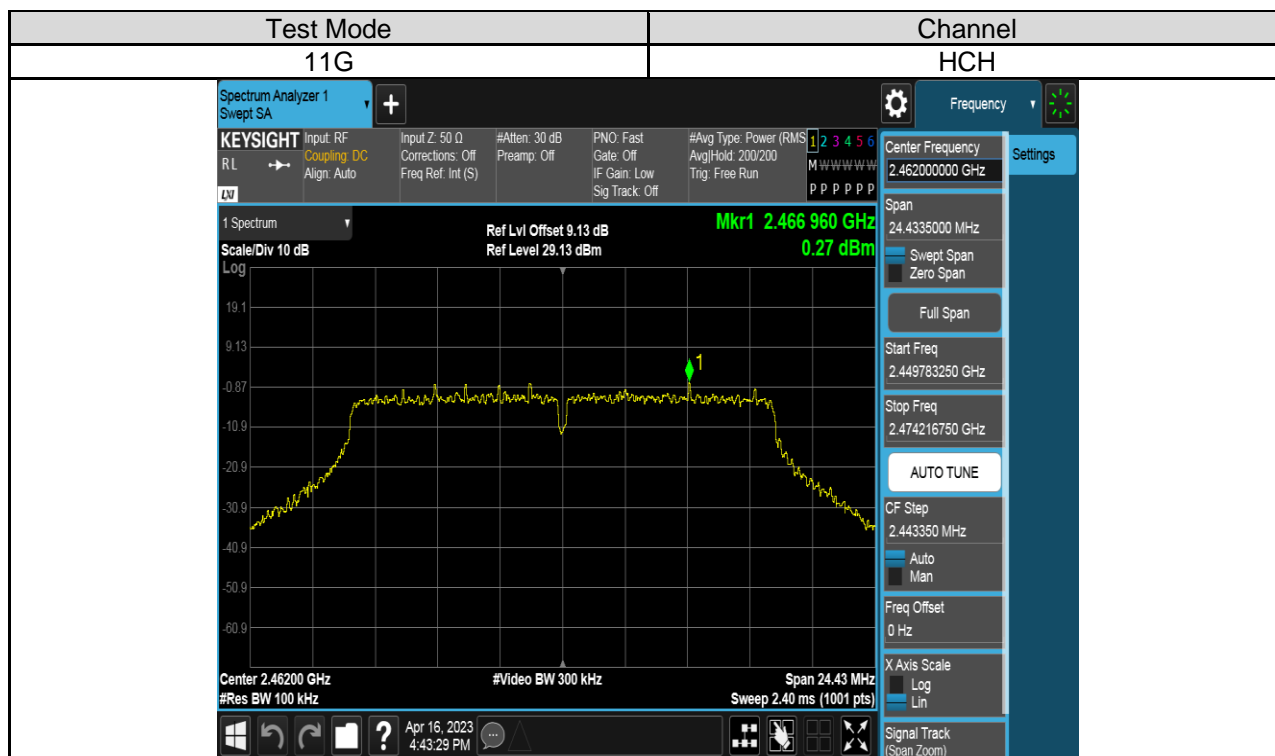 Test Mode Channel
11G HCH
Spectrum Analyzer 1
Swept SA
Frequency
KEYSIGHT Input: RF Input Z: 50 Ω #Atten: 30 dB PNO: Fast #Avg Type: Power (RMS 1 2 3 4 5 6
RL Coupling: DC Corrections: Off Preamp: Off Gate: Off Avg|Hold: 200/200 M W W W W W
Align: Auto Freq Ref: Int (S) IF Gain: Low Trig: Free Run
LXI Sig Track: Off P P P P P P
Center Frequency
2.462000000 GHz
Settings
1 Spectrum
Scale/Div 10 dB
Ref Lvl Offset 9.13 dB
Ref Level 29.13 dBm
Mkr1 2.466 960 GHz
0.27 dBm
Log
19.1
9.13
-0.87
-10.9
-20.9
-30.9
-40.9
-50.9
-60.9
1
Center 2.46200 GHz #Video BW 300 kHz Span 24.43 MHz
#Res BW 100 kHz Sweep 2.40 ms (1001 pts)
Span
24.4335000 MHz
Swept Span
Zero Span
Full Span
Start Freq
2.449783250 GHz
Stop Freq
2.474216750 GHz
AUTO TUNE
CF Step
2.443350 MHz
Auto
Man
Freq Offset
0 Hz
X Axis Scale
Log
Lin
Signal Track
(Span Zoom)
? Apr 16, 2023
4:43:29 PM